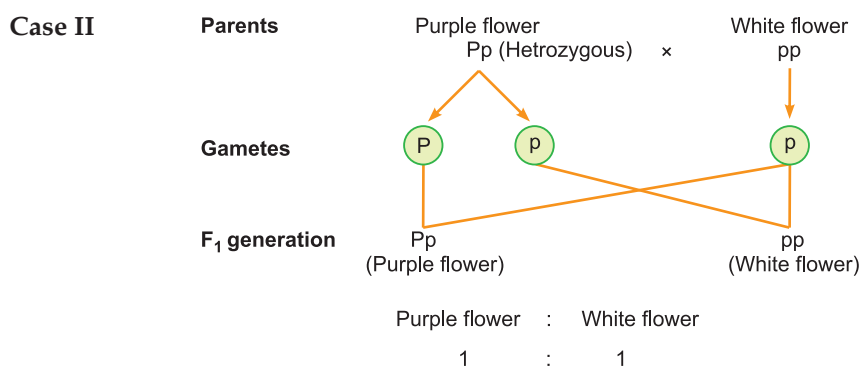 Case II Parents Purple flower White flower
Pp (Hetrozygous) × pp
Gametes P p p
F1 generation Pp pp
(Purple flower) (White flower)
Purple flower : White flower
1 : 1